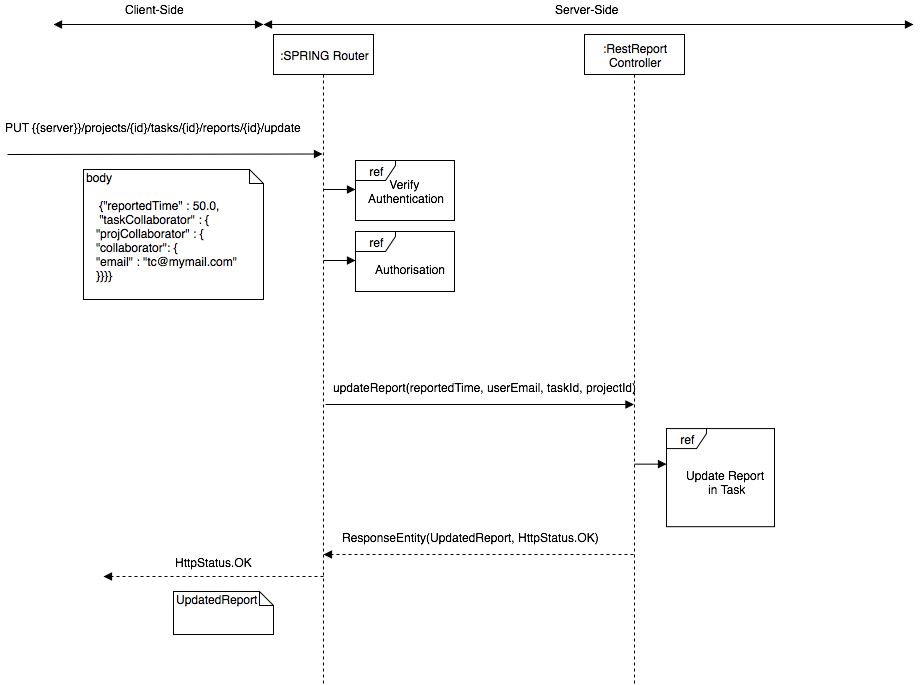 Client-Side
Server-Side
:SPRING Router
:RestReport
Controller
PUT {{server}}/projects/{id}/tasks/{id}/reports/{id}/update
body
{"reportedTime" : 50.0,
"taskCollaborator" : {
"projCollaborator" : {
"collaborator": {
"email" : "tc@mymail.com"
}}}}
ref
Verify
Authentication
ref
Authorisation
updateReport(reportedTime, userEmail, taskId, projectId)
ref
Update Report
in Task
ResponseEntity(UpdatedReport, HttpStatus.OK)
HttpStatus.OK
UpdatedReport